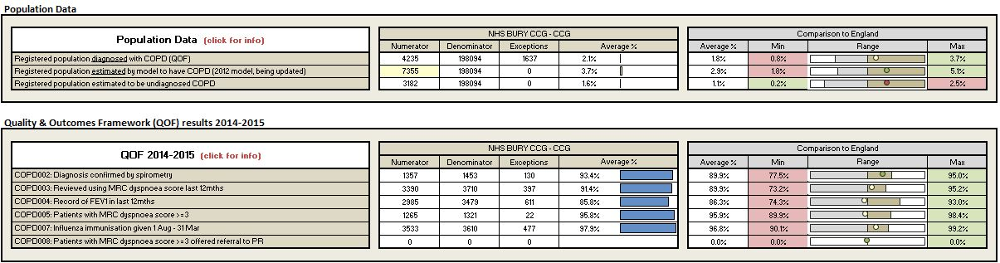 Population Data
Population Data (click for info) NHS BURY CCG - CCG Comparison to England
Numerator Denominator Exceptions Average % Average % Min Range Max
Registered population diagnosed with COPD (QOF) 4235 198094 1637 2.1% 1.8% 0.8% 3.7%
Registered population estimated by model to have COPD (2012 model, being updated) 7355 198094 0 3.7% 2.9% 1.8% 5.1%
Registered population estimated to be undiagnosed COPD 3182 198094 0 1.6% 1.1% 0.2% 2.5%
Quality & Outcomes Framework (QOF) results 2014-2015
QOF 2014-2015 (click for info) NHS BURY CCG - CCG Comparison to England
Numerator Denominator Exceptions Average % Average % Min Range Max
COPD002: Diagnosis confirmed by spirometry 1357 1453 130 93.4% 89.9% 77.5% 95.0%
COPD003: Reviewed using MRC dyspnoea score last 12mths 3390 3710 397 91.4% 89.9% 73.2% 95.2%
COPD004: Record of FEV1 in last 12mths 2985 3479 611 85.8% 86.3% 74.3% 93.0%
COPD005: Patients with MRC dyspnoea score >=3 1265 1321 22 95.8% 95.9% 89.9% 98.4%
COPD007: Influenza immunisation given 1 Aug - 31 Mar 3533 3610 477 97.9% 96.8% 90.1% 99.2%
COPD008: Patients with MRC dyspnoea score >=3 offered referral to PR 0 0 0 0.0% 0.0% 0.0%